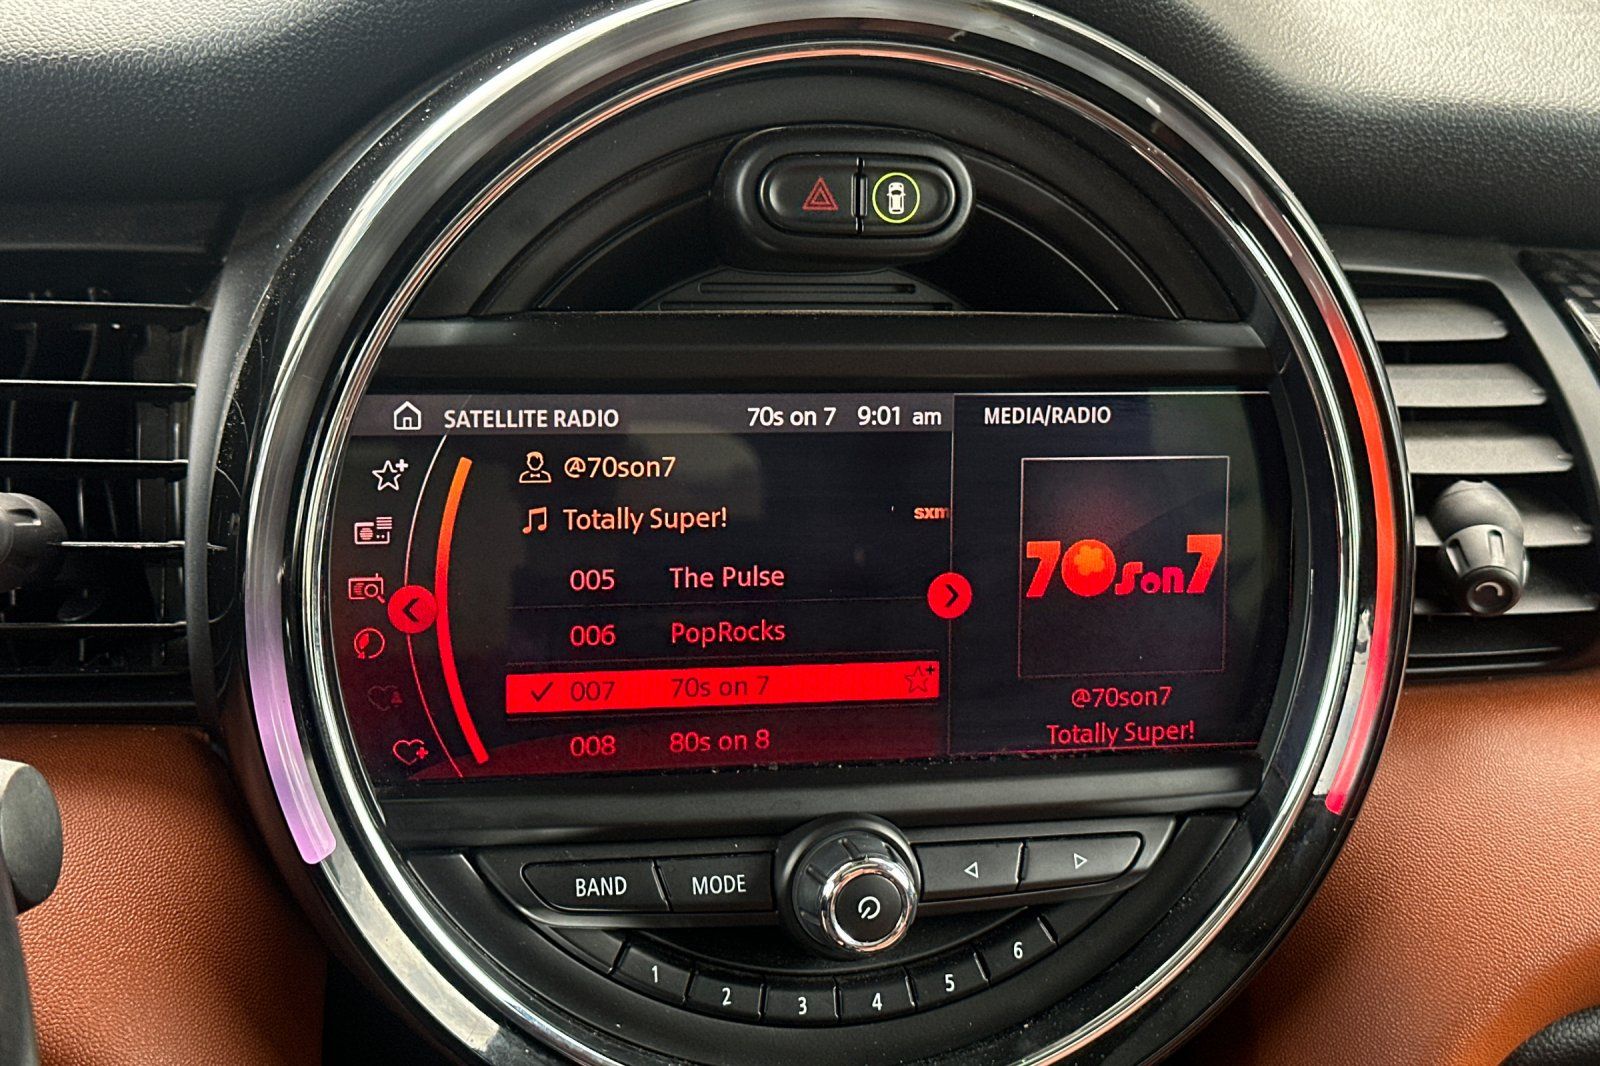 SATELLITE RADIO 70s on 7 9:01 am MEDIA/RADIO
@70son7
Totally Super! sxm
005 The Pulse
006 PopRocks
007 70s on 7
008 80s on 8
70son7
@70son7
Totally Super!
BAND MODE
1 2 3 4 5 6